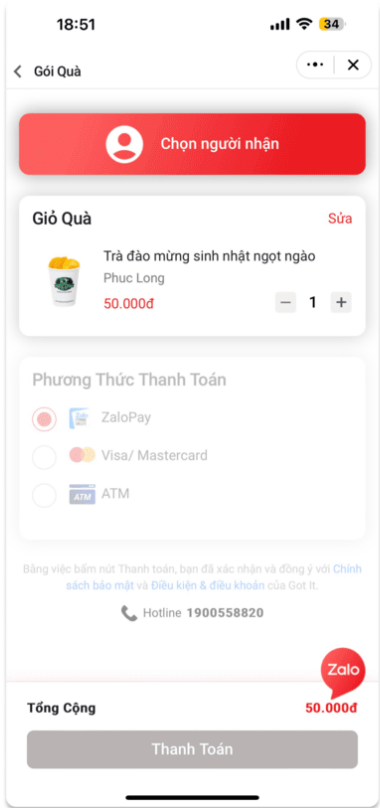 18:51
34
Gói Quà
Chọn người nhận
Giỏ Quà
Sửa
Trà đào mừng sinh nhật ngọt ngào
Phuc Long
50.000đ
1
Phương Thức Thanh Toán
ZaloPay
Visa/ Mastercard
ATM
ATM
Bằng việc bấm nút Thanh toán, bạn đã xác nhận và đồng ý với Chính
sách bảo mật và Điều kiện & điều khoản của Got It.
Hotline 1900558820
Zalo
Tổng Cộng
50.000đ
Thanh Toán